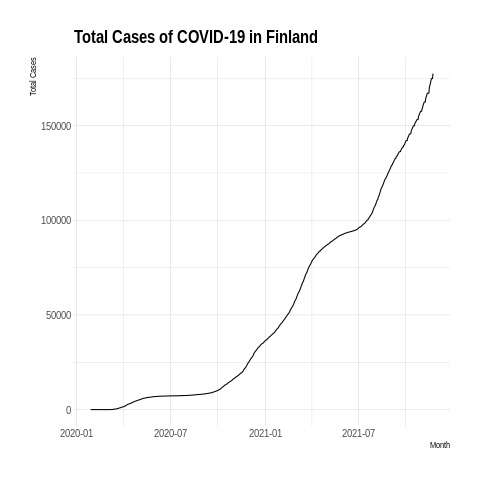 Total Cases of COVID-19 in Finland
Total Cases
150000
100000
50000
0
2020-01 2020-07 2021-01 2021-07
Month